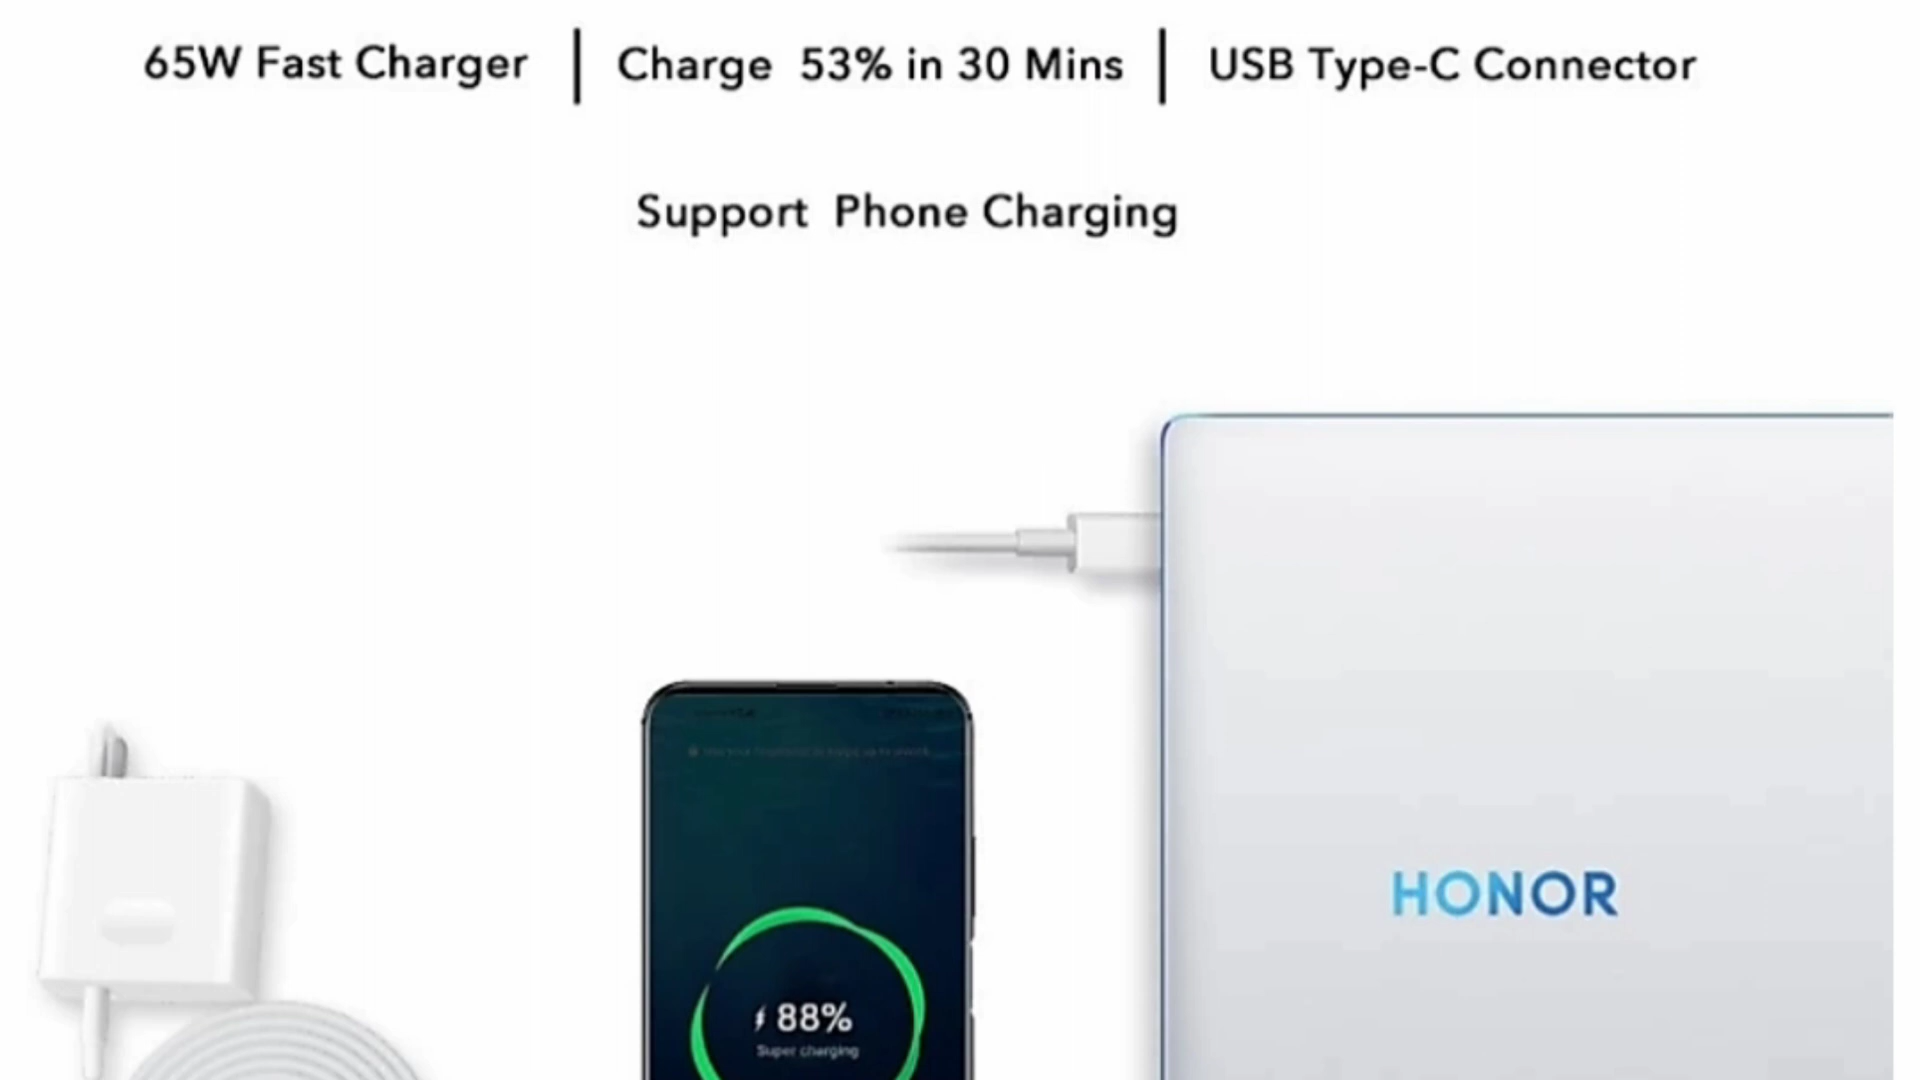 65W Fast Charger | Charge 53% in 30 Mins | USB Type-C Connector
Support Phone Charging
HONOR
88%
Super charging